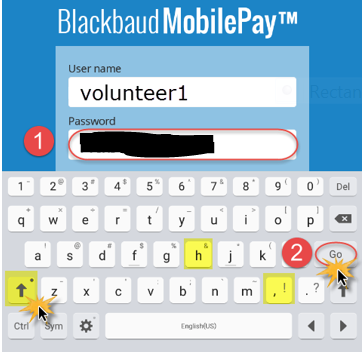 Blackbaud MobilePay™
User name
volunteer1
Rectan
Password
1
1 - 2 @ 3 # 4 $ 5 % 6 ' 7 & 8 * 9 ( 0 ) Del
q w e r t y u i o p
a s d f g h j k 2 Go
z x c v b n m , ! . ?
Ctrl Sym English(US)